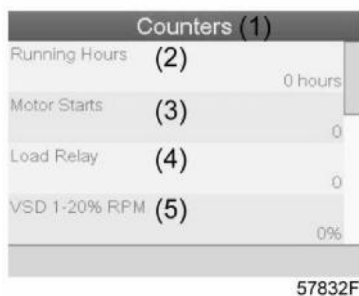 Counters (1)
Running Hours (2)
0 hours
Motor Starts (3)
0
Load Relay (4)
0
VSD 1-20% RPM (5)
0%
57832F